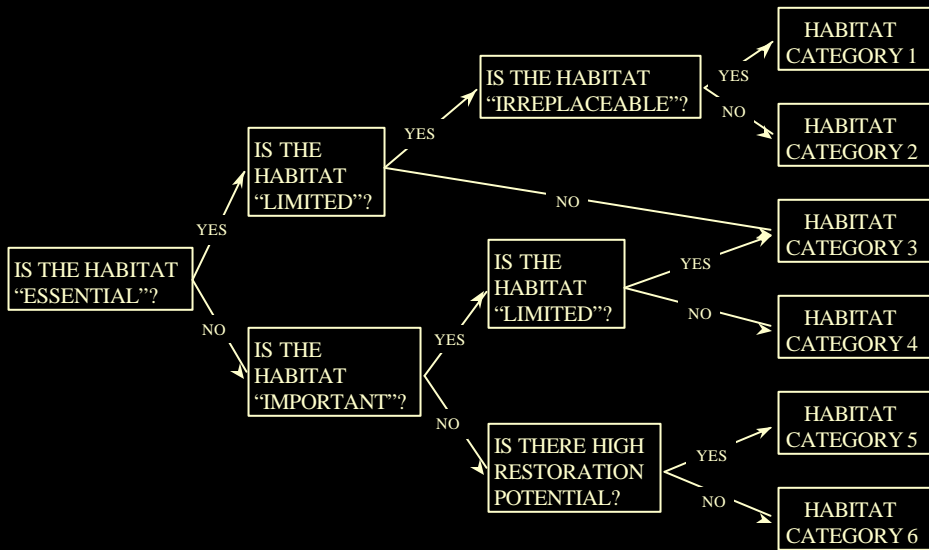 HABITAT
CATEGORY 1
YES
IS THE HABITAT
“IRREPLACEABLE”?
NO
HABITAT
CATEGORY 2
YES
IS THE
HABITAT
“LIMITED”?
NO
HABITAT
CATEGORY 3
YES
IS THE HABITAT
“ESSENTIAL”?
NO
IS THE
HABITAT
“LIMITED”?
YES
NO
HABITAT
CATEGORY 4
IS THE
HABITAT
“IMPORTANT”?
YES
NO
IS THERE HIGH
RESTORATION
POTENTIAL?
YES
HABITAT
CATEGORY 5
NO
HABITAT
CATEGORY 6